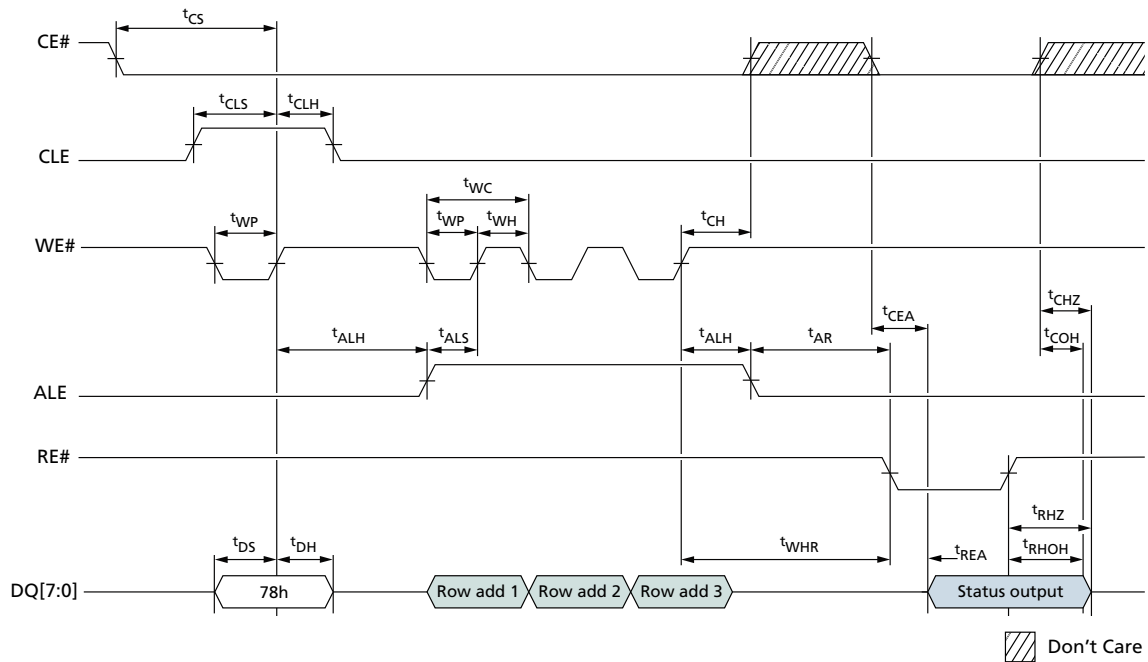 tCS
CE#
tCLS tCLH
CLE
tWC
tWP tWP tWH tCH
WE#
tCEA tCHZ
tALH tALS tALH tAR tCOH
ALE
RE#
tRHZ
tDS tDH tWHR tREA tRHOH
DQ[7:0] 78h Row add 1 Row add 2 Row add 3 Status output
Don't Care